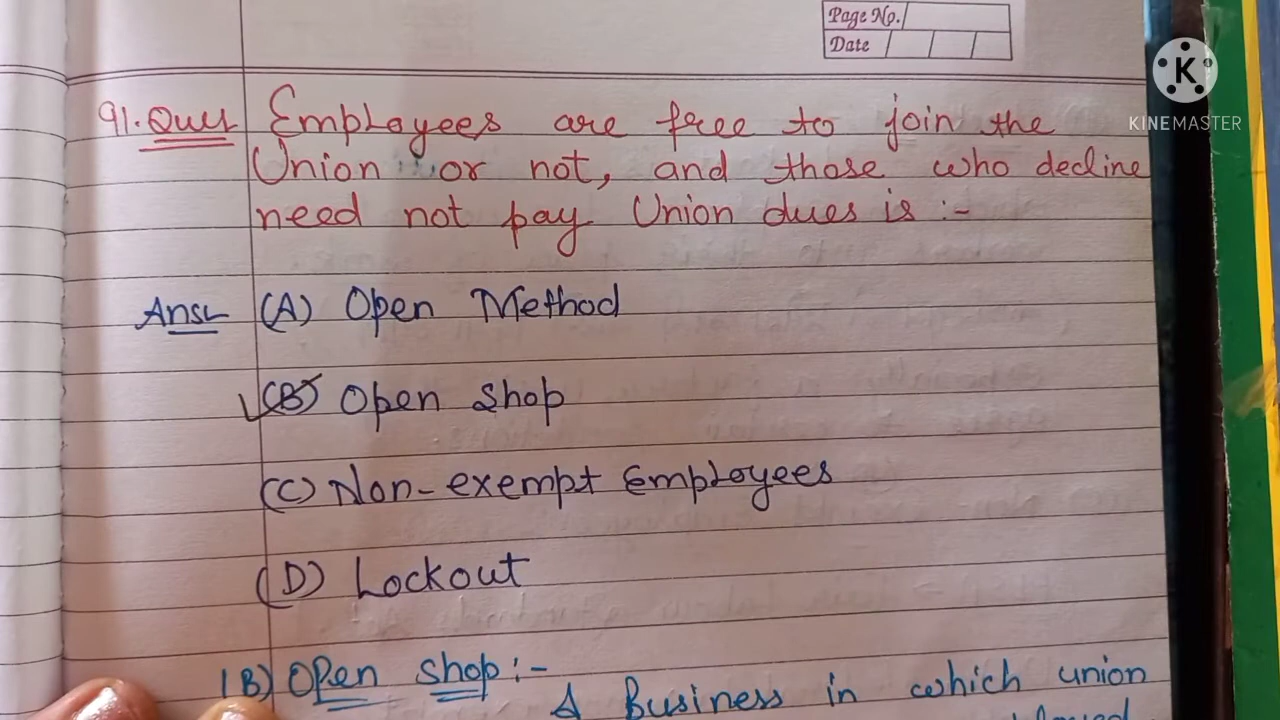 Page No.
Date
K
KINEMASTER
91. Ques Employees are free to join the
Union or not, and those who decline
need not pay Union dues is :-
Ans (A) Open Method
(B) Open Shop
(C) Non-exempt Employees
(D) Lockout
(B) Open Shop :-
A Business in which union